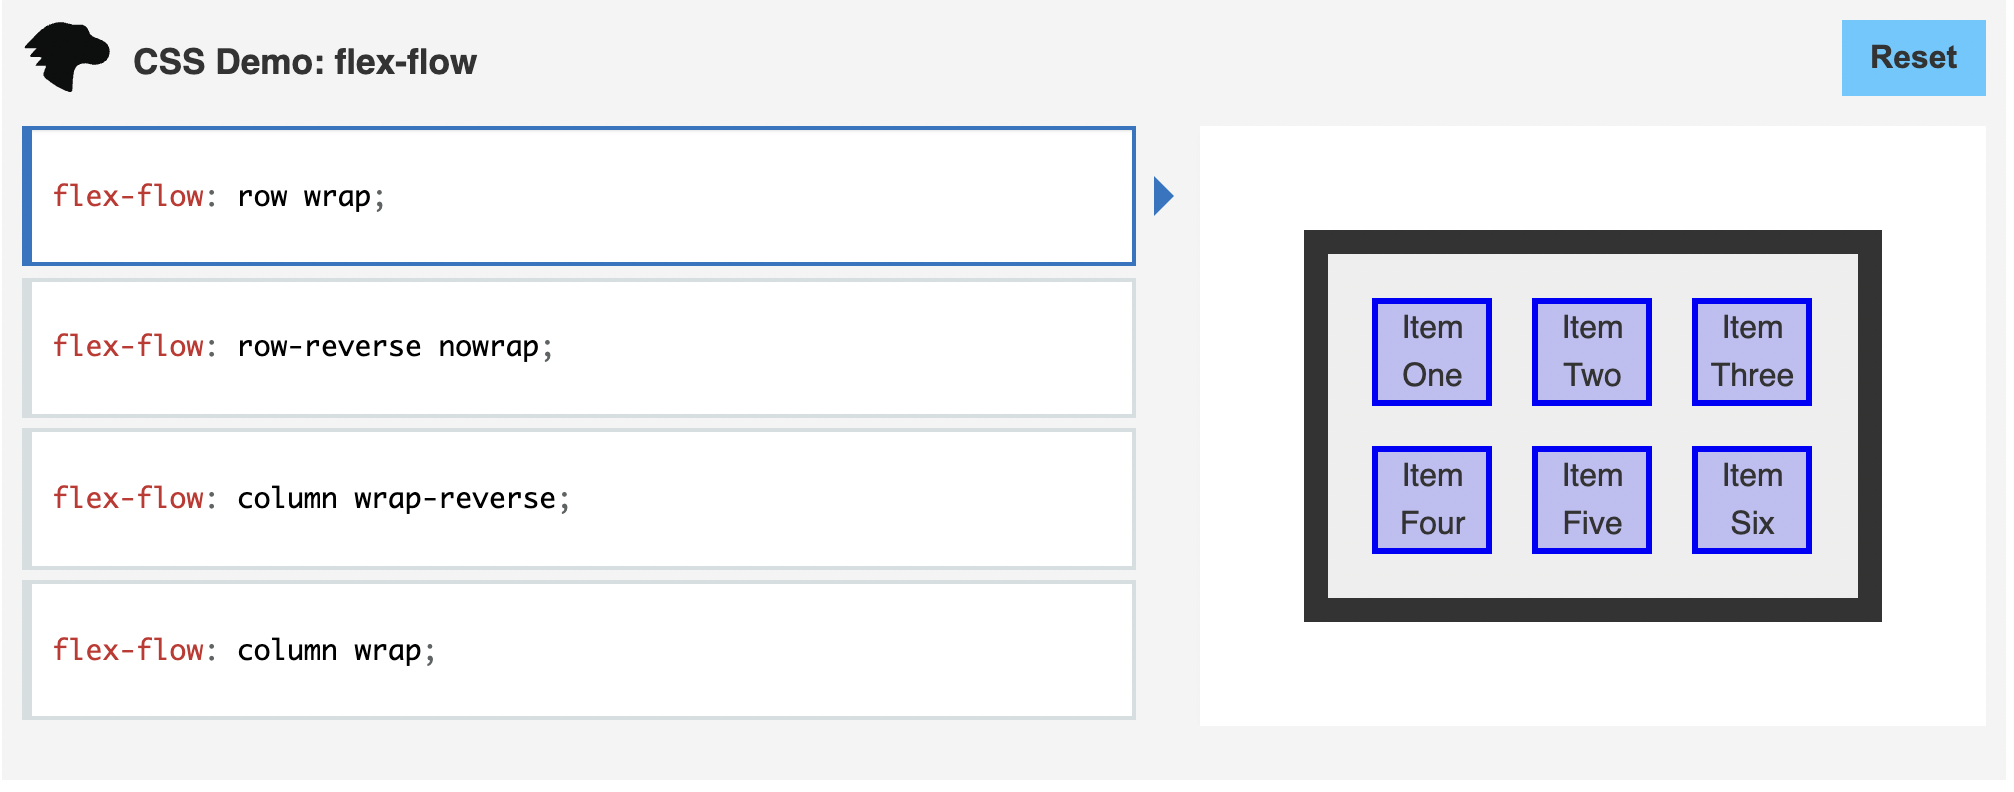 CSS Demo: flex-flow
Reset
flex-flow: row wrap;
flex-flow: row-reverse nowrap;
flex-flow: column wrap-reverse;
flex-flow: column wrap;
Item
One
Item
Two
Item
Three
Item
Four
Item
Five
Item
Six